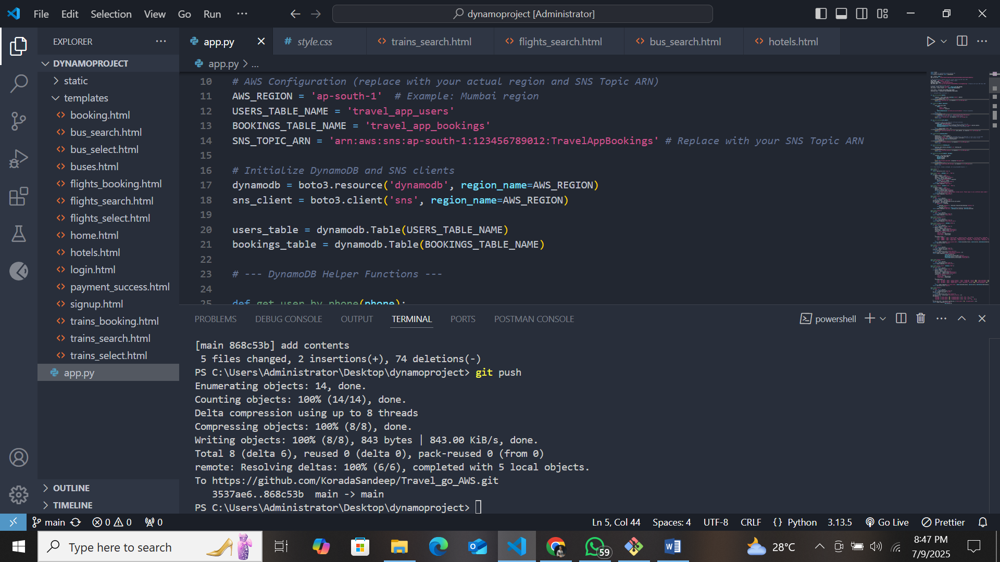 File Edit Selection View Go Run ···
dynamoproject [Administrator]
EXPLORER ···
app.py
# style.css
<> trains_search.html
<> flights_search.html
<> bus_search.html
<> hotels.html
DYNAMOPROJECT
static
templates
<> booking.html
<> bus_search.html
<> bus_select.html
<> buses.html
<> flights_booking.html
<> flights_search.html
<> flights_select.html
<> home.html
<> hotels.html
<> login.html
<> payment_success.html
<> signup.html
<> trains_booking.html
<> trains_search.html
<> trains_select.html
app.py
OUTLINE
TIMELINE
app.py > ...
10 # AWS Configuration (replace with your actual region and SNS Topic ARN)
11 AWS_REGION = 'ap-south-1'  # Example: Mumbai region
12 USERS_TABLE_NAME = 'travel_app_users'
13 BOOKINGS_TABLE_NAME = 'travel_app_bookings'
14 SNS_TOPIC_ARN = 'arn:aws:sns:ap-south-1:123456789012:TravelAppBookings' # Replace with your SNS Topic ARN
15
16 # Initialize DynamoDB and SNS clients
17 dynamodb = boto3.resource('dynamodb', region_name=AWS_REGION)
18 sns_client = boto3.client('sns', region_name=AWS_REGION)
19
20 users_table = dynamodb.Table(USERS_TABLE_NAME)
21 bookings_table = dynamodb.Table(BOOKINGS_TABLE_NAME)
22
23 # --- DynamoDB Helper Functions ---
24
25 def get_user_by_phone(phone):
PROBLEMS DEBUG CONSOLE OUTPUT TERMINAL PORTS POSTMAN CONSOLE
powershell
[main 868c53b] add contents
 5 files changed, 2 insertions(+), 74 deletions(-)
PS C:\Users\Administrator\Desktop\dynamoproject> git push
Enumerating objects: 14, done.
Counting objects: 100% (14/14), done.
Delta compression using up to 8 threads
Compressing objects: 100% (8/8), done.
Writing objects: 100% (8/8), 843 bytes | 843.00 KiB/s, done.
Total 8 (delta 6), reused 0 (delta 0), pack-reused 0 (from 0)
remote: Resolving deltas: 100% (6/6), completed with 5 local objects.
To https://github.com/KoradaSandeep/Travel_go_AWS.git
   3537ae6..868c53b  main -> main
PS C:\Users\Administrator\Desktop\dynamoproject>
main 0 0 0
Ln 5, Col 44 Spaces: 4 UTF-8 CRLF {} Python 3.13.5 Go Live Prettier
Type here to search
59
28°C
8:47 PM
7/9/2025